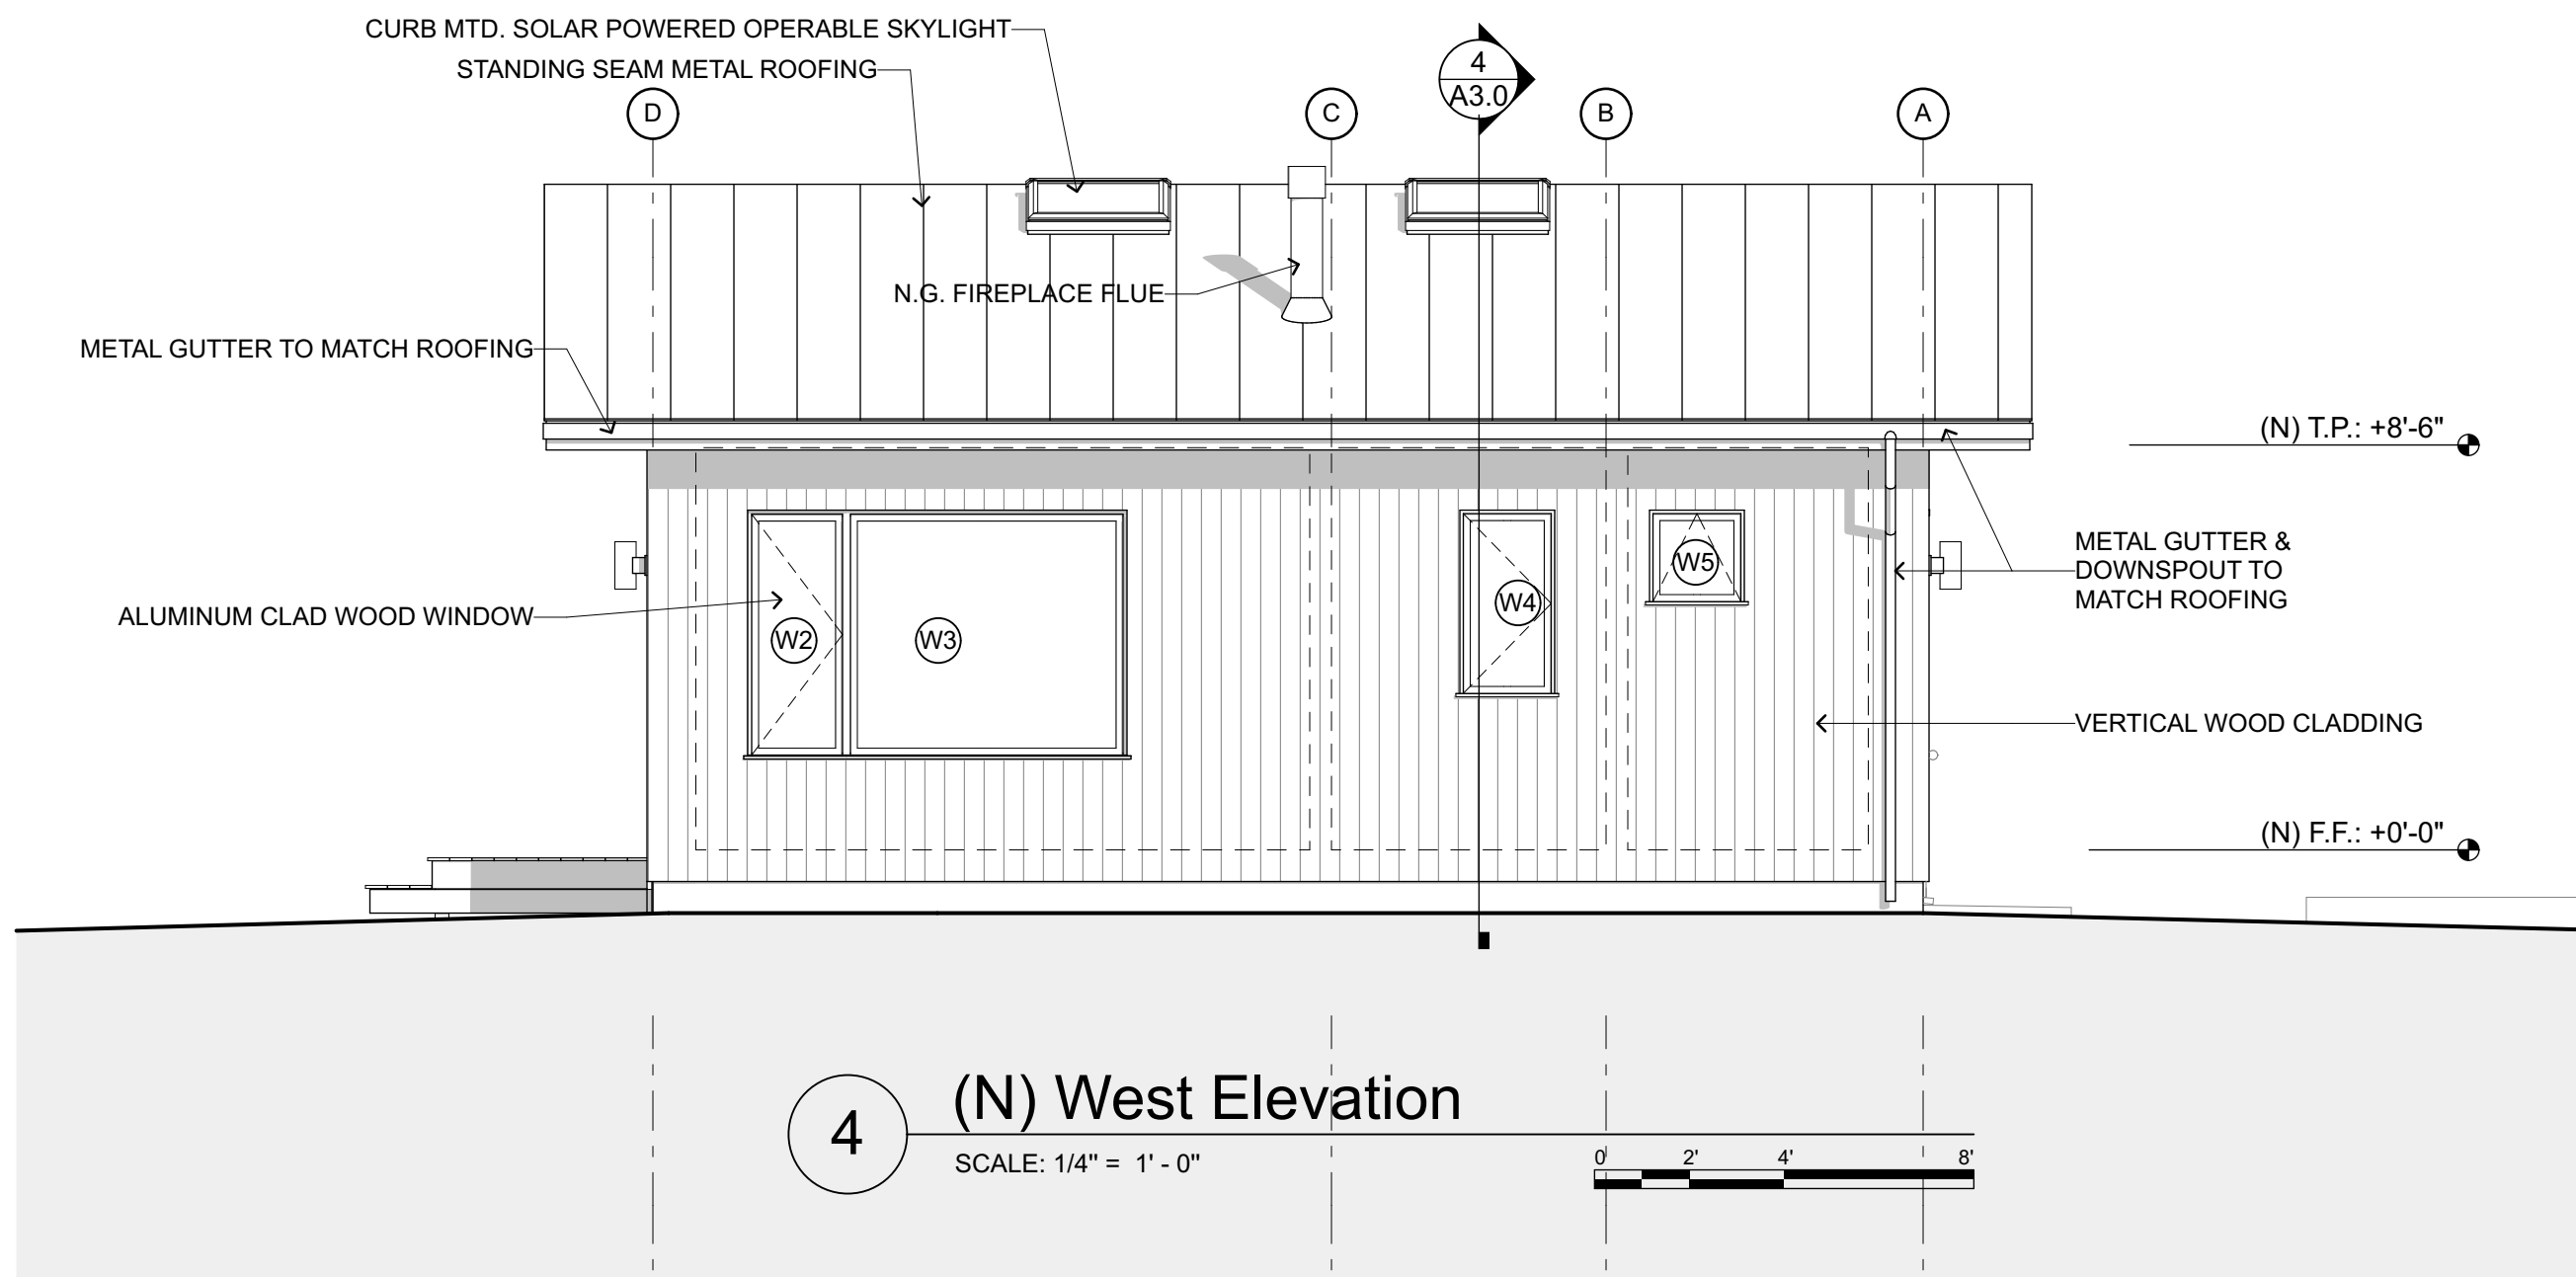 CURB MTD. SOLAR POWERED OPERABLE SKYLIGHT
STANDING SEAM METAL ROOFING
4
A3.0
D
C
B
A
N.G. FIREPLACE FLUE
METAL GUTTER TO MATCH ROOFING
(N) T.P.: +8'-6"
METAL GUTTER &
DOWNSPOUT TO
MATCH ROOFING
ALUMINUM CLAD WOOD WINDOW
W2
W3
W4
W5
VERTICAL WOOD CLADDING
(N) F.F.: +0'-0"
4
(N) West Elevation
SCALE: 1/4" = 1' - 0"
0' 2' 4' 8'